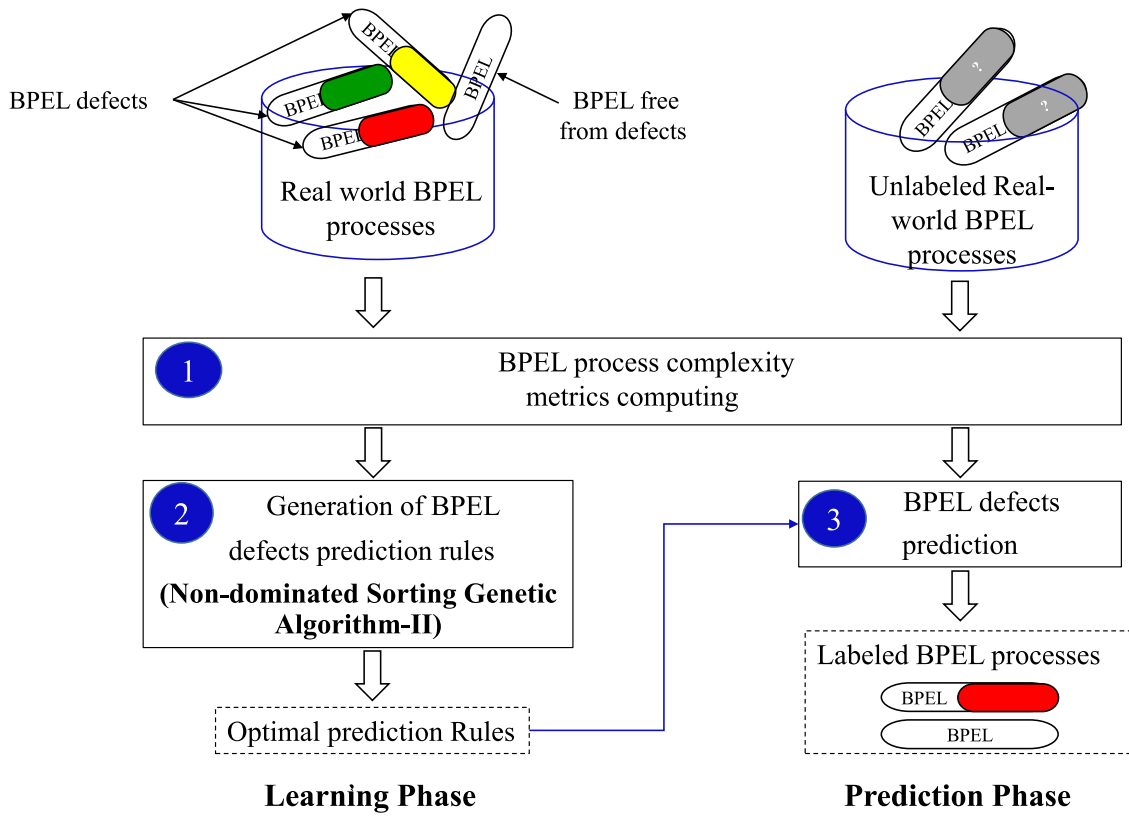 BPEL
BPEL
BPEL
BPEL
BPEL defects
BPEL free
from defects
Real world BPEL
processes
?
?
BPEL
BPEL
Unlabeled Real-
world BPEL
processes
1
BPEL process complexity
metrics computing
2
Generation of BPEL
defects prediction rules
(Non-dominated Sorting Genetic
Algorithm-II)
3
BPEL defects
prediction
Optimal prediction Rules
Labeled BPEL processes
BPEL
BPEL
Learning Phase
Prediction Phase